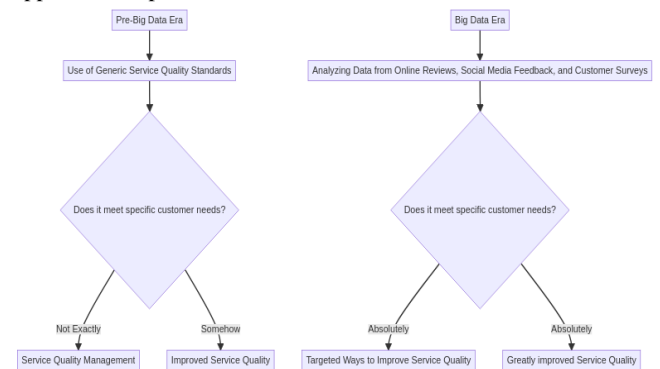 Pre-Big Data Era
Big Data Era
Use of Generic Service Quality Standards
Analyzing Data from Online Reviews, Social Media Feedback, and Customer Surveys
Does it meet specific customer needs?
Does it meet specific customer needs?
Not Exactly
Somehow
Absolutely
Absolutely
Service Quality Management
Improved Service Quality
Targeted Ways to Improve Service Quality
Greatly improved Service Quality